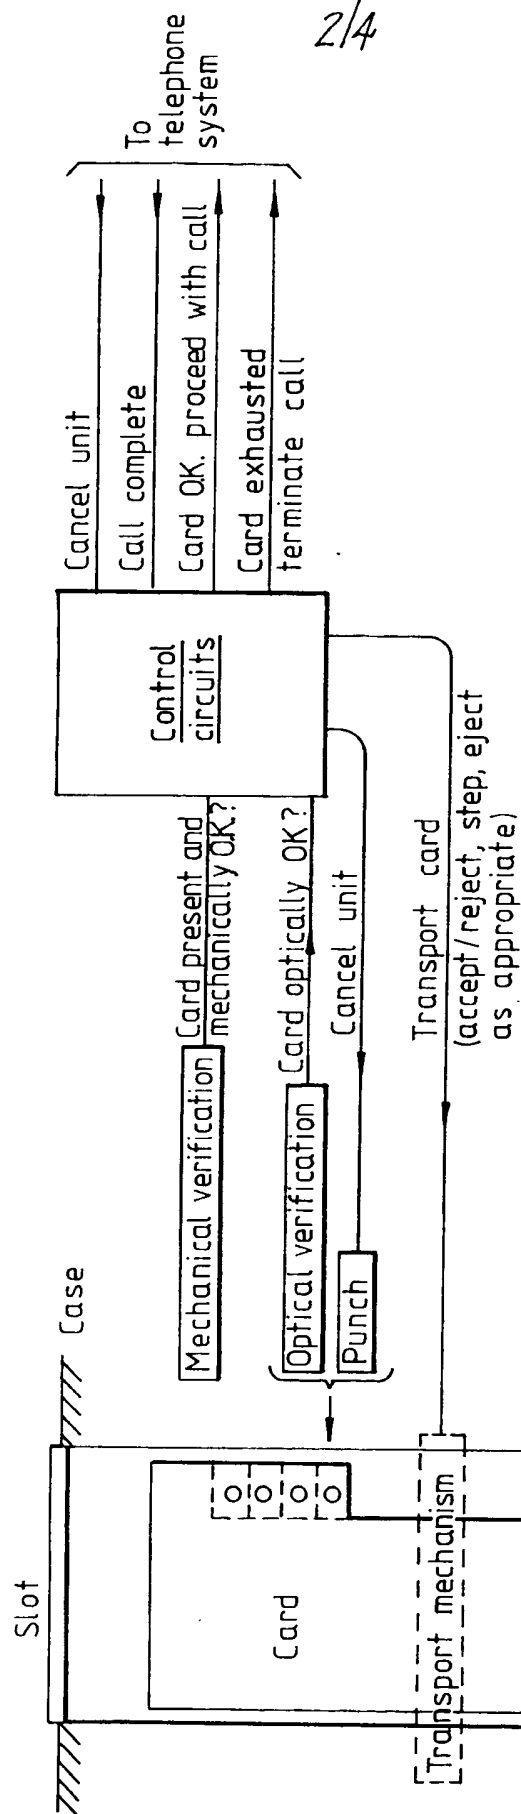 2/4
Slot
Case
Card
Transport mechanism
Mechanical verification
Optical verification
Punch
Card present and
mechanically O.K.?
Card optically OK?
Cancel unit
Transport card
(accept/reject, step, eject
as appropriate)
Control
circuits
Cancel unit
Call complete
Card O.K. proceed with call
Card exhausted
terminate call
To
telephone
system